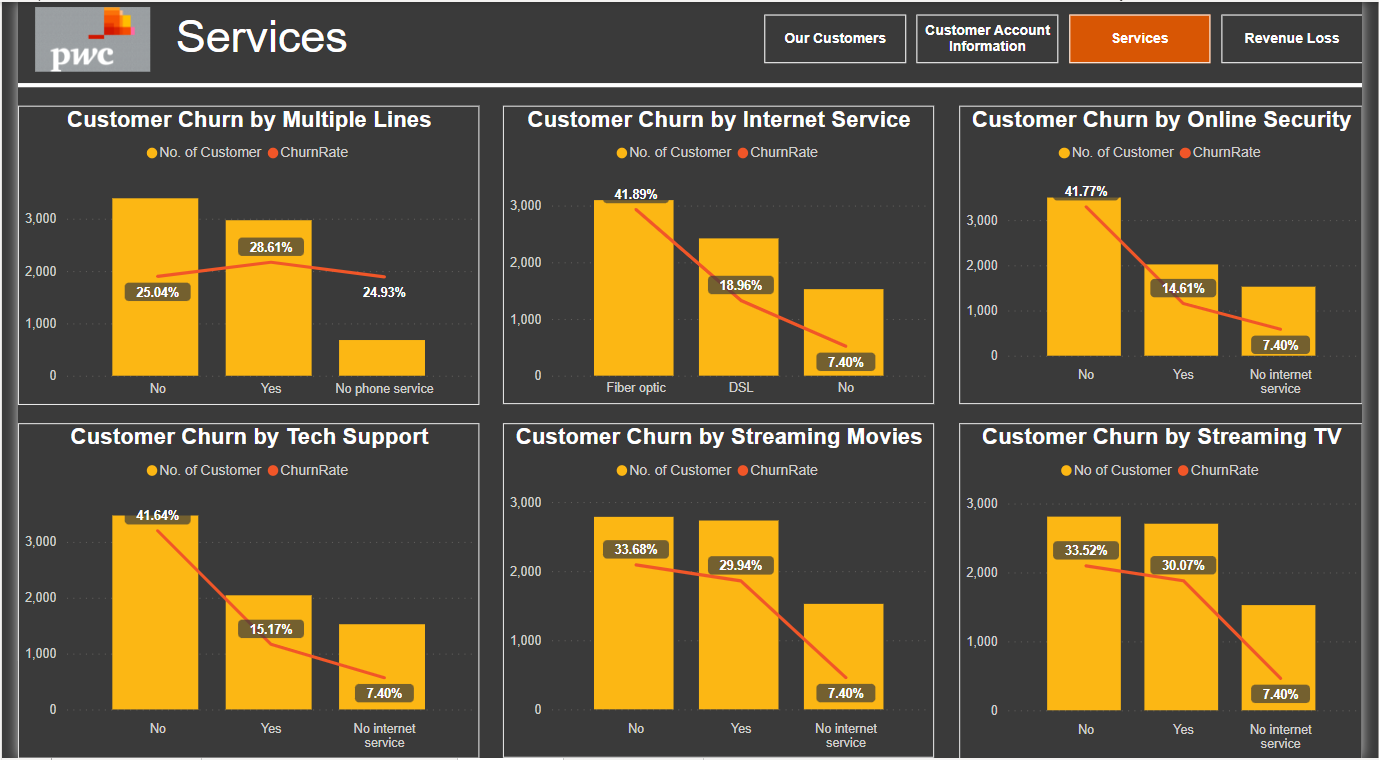 pwc
Services
Our Customers
Customer Account
Information
Services
Revenue Loss
Customer Churn by Multiple Lines
No. of Customer ChurnRate
3,000
2,000
1,000
0
25.04%
28.61%
24.93%
No Yes No phone service
Customer Churn by Internet Service
No. of Customer ChurnRate
3,000
2,000
1,000
0
41.89%
18.96%
7.40%
Fiber optic DSL No
Customer Churn by Online Security
No. of Customer ChurnRate
3,000
2,000
1,000
0
41.77%
14.61%
7.40%
No Yes No internet
service
Customer Churn by Tech Support
No. of Customer ChurnRate
3,000
2,000
1,000
0
41.64%
15.17%
7.40%
No Yes No internet
service
Customer Churn by Streaming Movies
No. of Customer ChurnRate
3,000
2,000
1,000
0
33.68%
29.94%
7.40%
No Yes No internet
service
Customer Churn by Streaming TV
No of Customer ChurnRate
3,000
2,000
1,000
0
33.52%
30.07%
7.40%
No Yes No internet
service